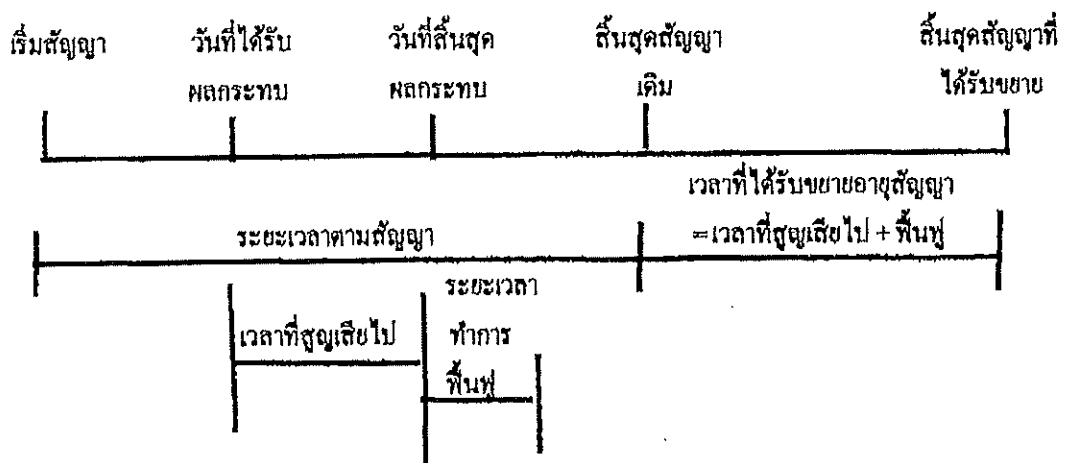 เริ่มสัญญา
วันที่ได้รับ
ผลกระทบ
วันที่สิ้นสุด
ผลกระทบ
สิ้นสุดสัญญา
เดิม
สิ้นสุดสัญญาที่
ได้รับขยาย
เวลาที่ได้รับขยายอายุสัญญา
=เวลาที่สูญเสียไป + ฟื้นฟู
ระยะเวลาตามสัญญา
เวลาที่สูญเสียไป
ระยะเวลา
ทำการ
ฟื้นฟู